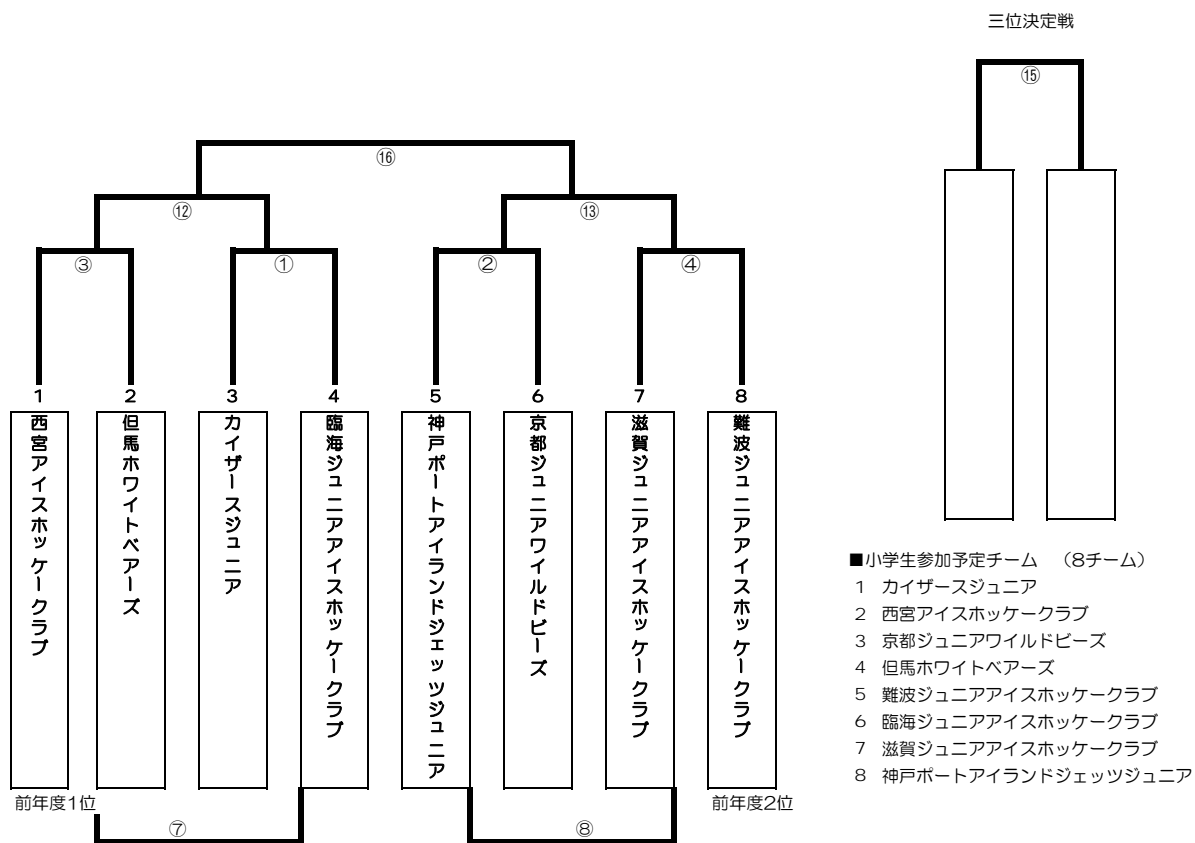 三位決定戦
⑮
⑯
⑫
⑬
③
①
②
④
1
2
3
4
5
6
7
8
西宮アイスホッケークラブ
但馬ホワイトベアーズ
カイザースジュニア
臨海ジュニアアイスホッケークラブ
神戸ポートアイランドジェッツジュニア
京都ジュニアワイルドビーズ
滋賀ジュニアアイスホッケークラブ
難波ジュニアアイスホッケークラブ
前年度1位
前年度2位
⑦
⑧
■小学生参加予定チーム (8チーム)
1 カイザースジュニア
2 西宮アイスホッケークラブ
3 京都ジュニアワイルドビーズ
4 但馬ホワイトベアーズ
5 難波ジュニアアイスホッケークラブ
6 臨海ジュニアアイスホッケークラブ
7 滋賀ジュニアアイスホッケークラブ
8 神戸ポートアイランドジェッツジュニア